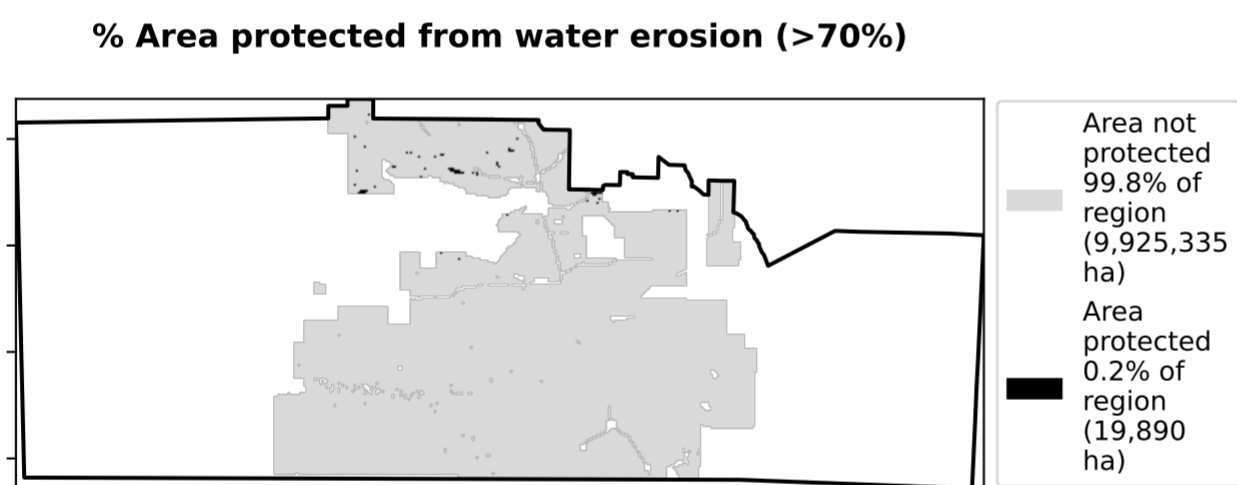 % Area protected from water erosion (>70%)
Area not
protected
99.8% of
region
(9,925,335
ha)
Area
protected
0.2% of
region
(19,890
ha)